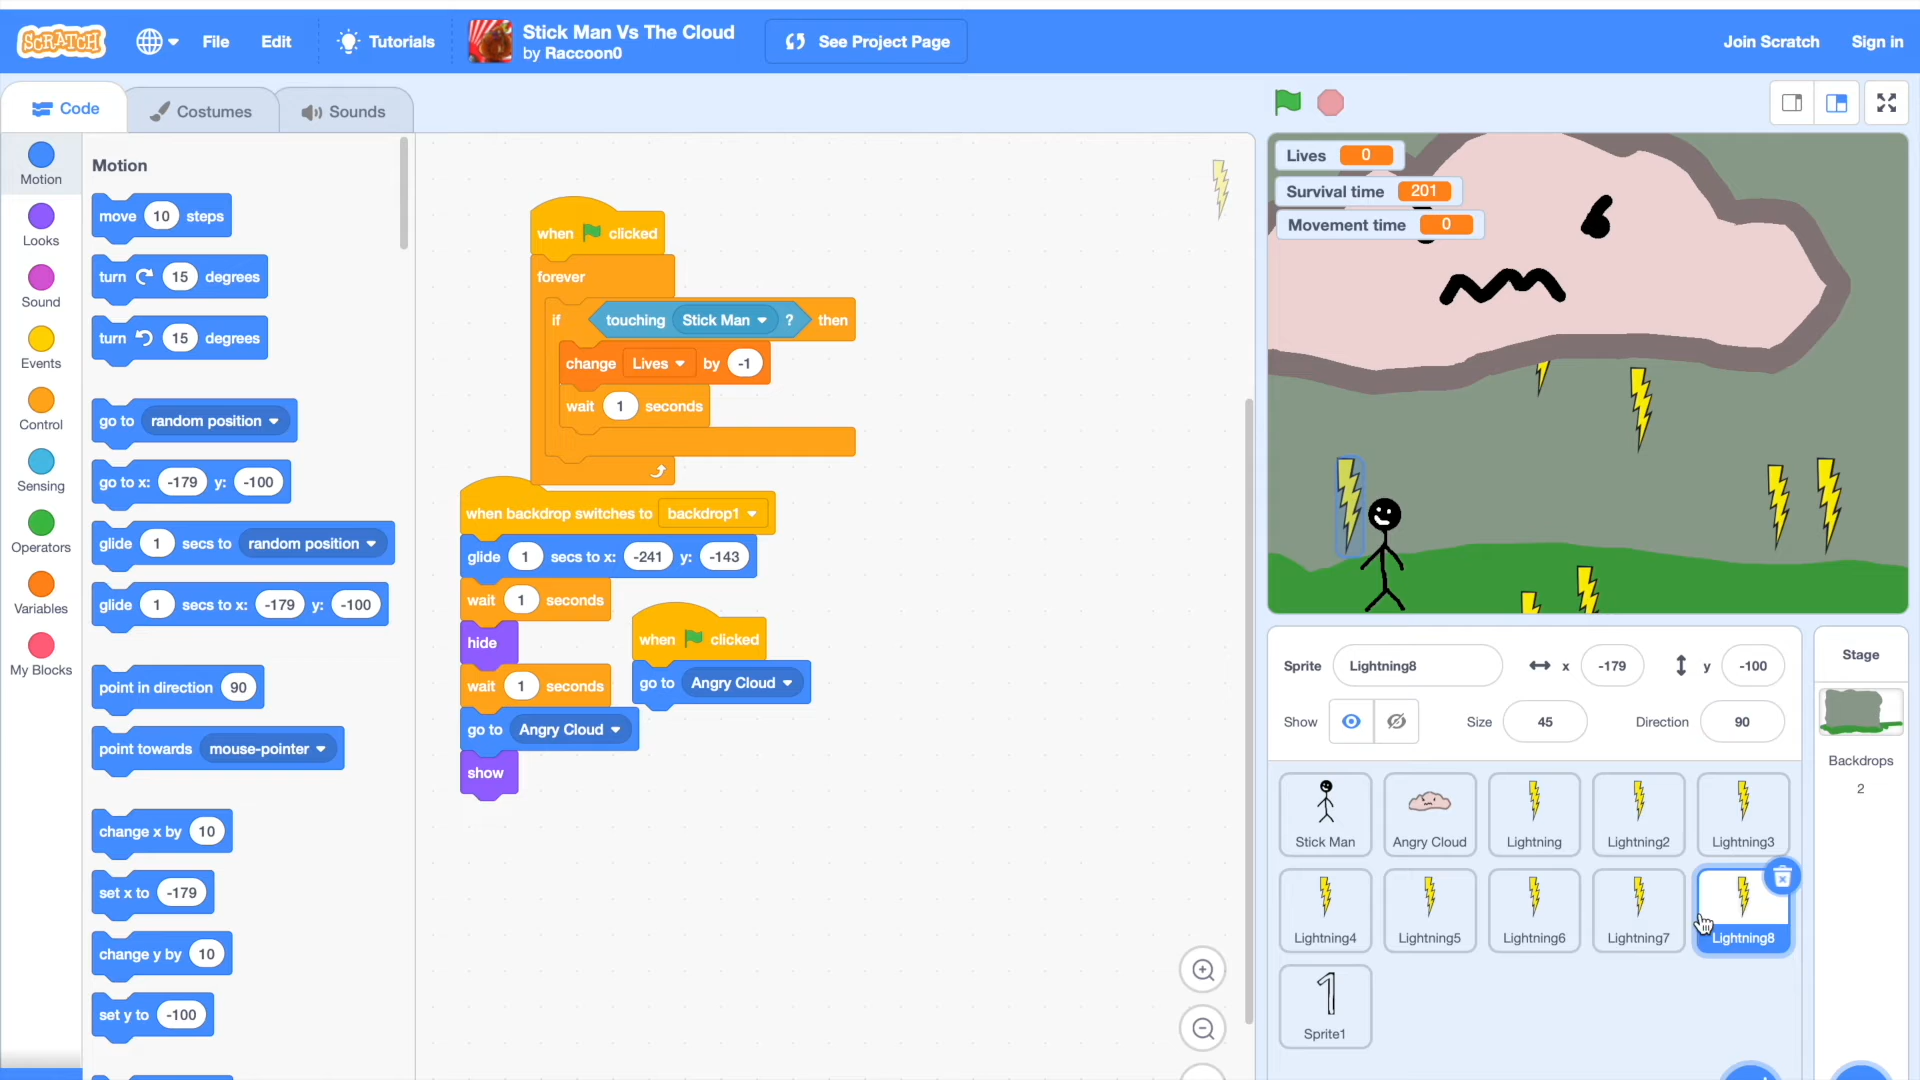 SCRATCH
File
Edit
Tutorials
Stick Man Vs The Cloud
by Raccoon0
See Project Page
Join Scratch
Sign in
Code
Costumes
Sounds
Motion
Looks
Sound
Events
Control
Sensing
Operators
Variables
My Blocks
Motion
move 10 steps
turn 15 degrees
turn 15 degrees
go to random position
go to x: -179 y: -100
glide 1 secs to random position
glide 1 secs to x: -179 y: -100
point in direction 90
point towards mouse-pointer
change x by 10
set x to -179
change y by 10
set y to -100
when clicked
forever
if touching Stick Man ? then
change Lives by -1
wait 1 seconds
when backdrop switches to backdrop1
glide 1 secs to x: -241 y: -143
wait 1 seconds
hide
wait 1 seconds
go to Angry Cloud
show
when clicked
go to Angry Cloud
Lives 0
Survival time 201
Movement time 0
Sprite Lightning8 x -179 y -100
Show Size 45 Direction 90
Stick Man
Angry Cloud
Lightning
Lightning2
Lightning3
Lightning4
Lightning5
Lightning6
Lightning7
Lightning8
1
Sprite1
Stage
Backdrops
2